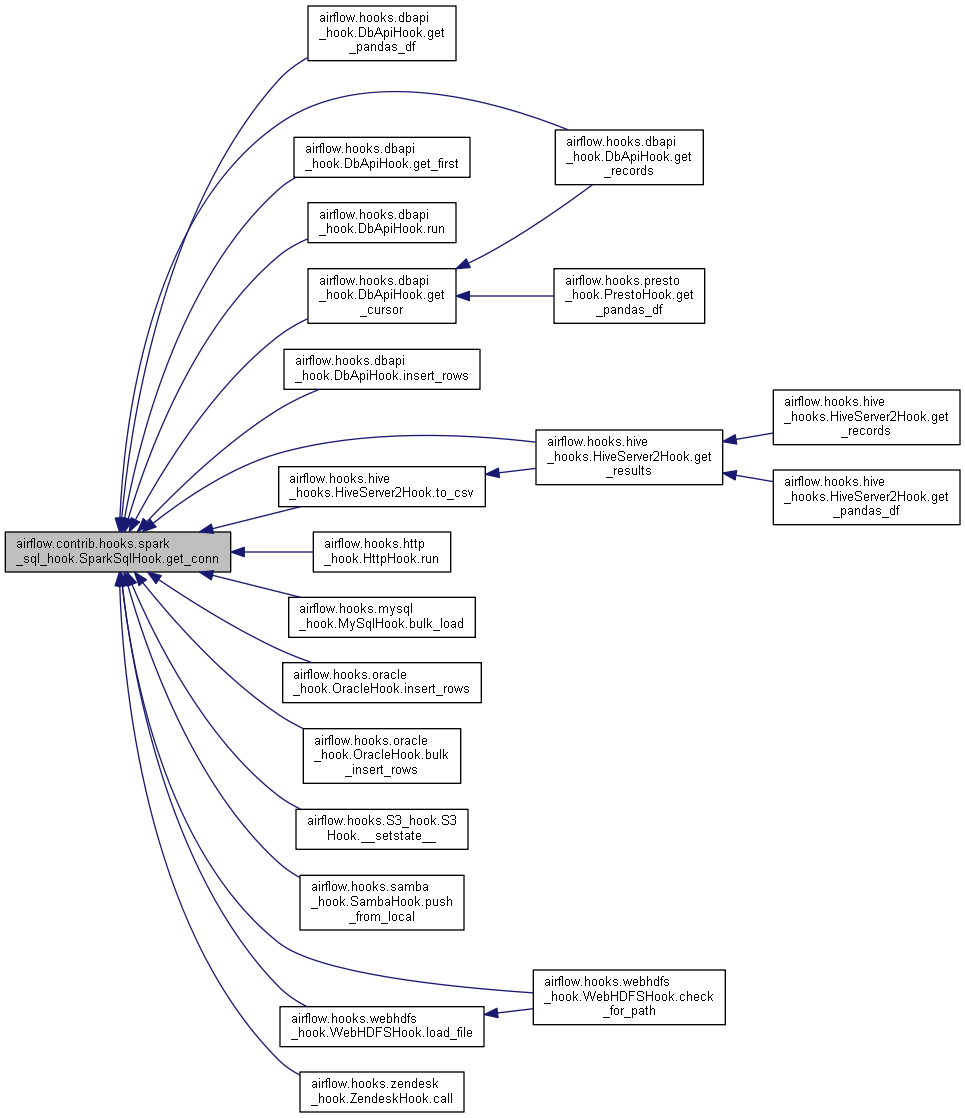 airflow.hooks.dbapi
_hook.DbApiHook.get
_pandas_df
airflow.hooks.dbapi
_hook.DbApiHook.get
_records
airflow.hooks.dbapi
_hook.DbApiHook.get_first
airflow.hooks.dbapi
_hook.DbApiHook.run
airflow.hooks.dbapi
_hook.DbApiHook.get
_cursor
airflow.hooks.presto
_hook.PrestoHook.get
_pandas_df
airflow.hooks.dbapi
_hook.DbApiHook.insert_rows
airflow.hooks.hive
_hooks.HiveServer2Hook.get
_records
airflow.hooks.hive
_hooks.HiveServer2Hook.get
_results
airflow.hooks.hive
_hooks.HiveServer2Hook.to_csv
airflow.hooks.hive
_hooks.HiveServer2Hook.get
_pandas_df
airflow.contrib.hooks.spark
_sql_hook.SparkSqlHook.get_conn
airflow.hooks.http
_hook.HttpHook.run
airflow.hooks.mysql
_hook.MySqlHook.bulk_load
airflow.hooks.oracle
_hook.OracleHook.insert_rows
airflow.hooks.oracle
_hook.OracleHook.bulk
_insert_rows
airflow.hooks.S3_hook.S3
Hook.__setstate__
airflow.hooks.samba
_hook.SambaHook.push
_from_local
airflow.hooks.webhdfs
_hook.WebHDFSHook.check
_for_path
airflow.hooks.webhdfs
_hook.WebHDFSHook.load_file
airflow.hooks.zendesk
_hook.ZendeskHook.call